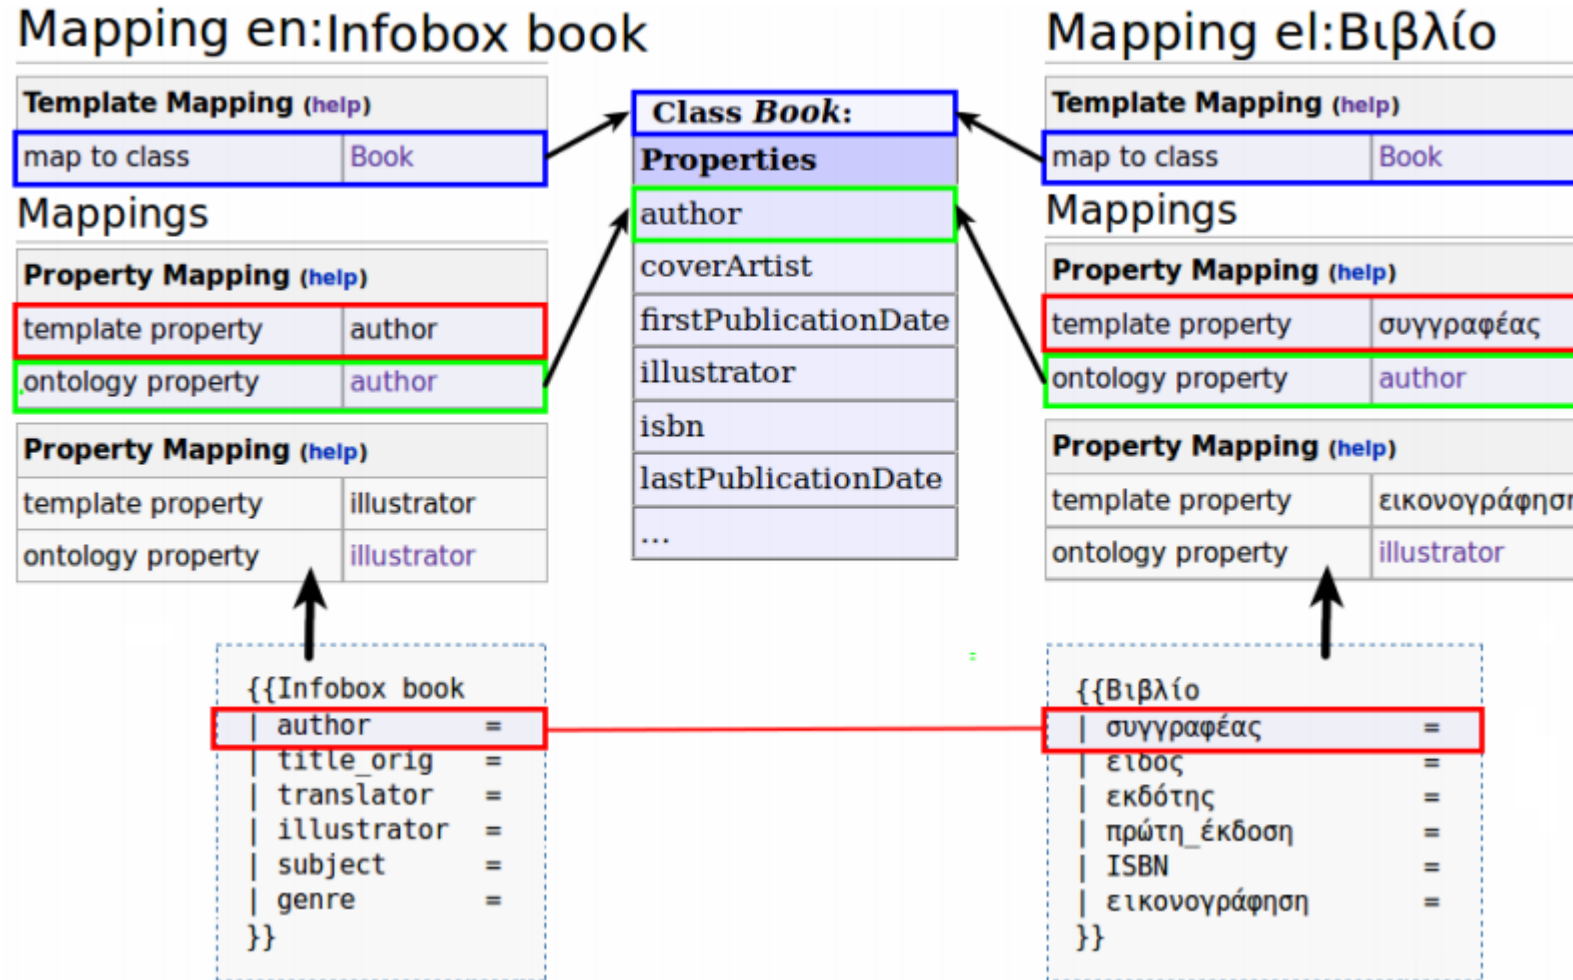 Mapping en:Infobox book
Template Mapping (help)
map to class Book
Mappings
Property Mapping (help)
template property author
ontology property author
Property Mapping (help)
template property illustrator
ontology property illustrator
{{Infobox book
| author =
| title_orig =
| translator =
| illustrator =
| subject =
| genre =
}}
Class Book:
Properties
author
coverArtist
firstPublicationDate
illustrator
isbn
lastPublicationDate
...
Mapping el:Βιβλίο
Template Mapping (help)
map to class Book
Mappings
Property Mapping (help)
template property συγγραφέας
ontology property author
Property Mapping (help)
template property εικονογράφησ
ontology property illustrator
{{Βιβλίο
| συγγραφέας =
| είδος =
| εκδότης =
| πρώτη_έκδοση =
| ISBN =
| εικονογράφηση =
}}